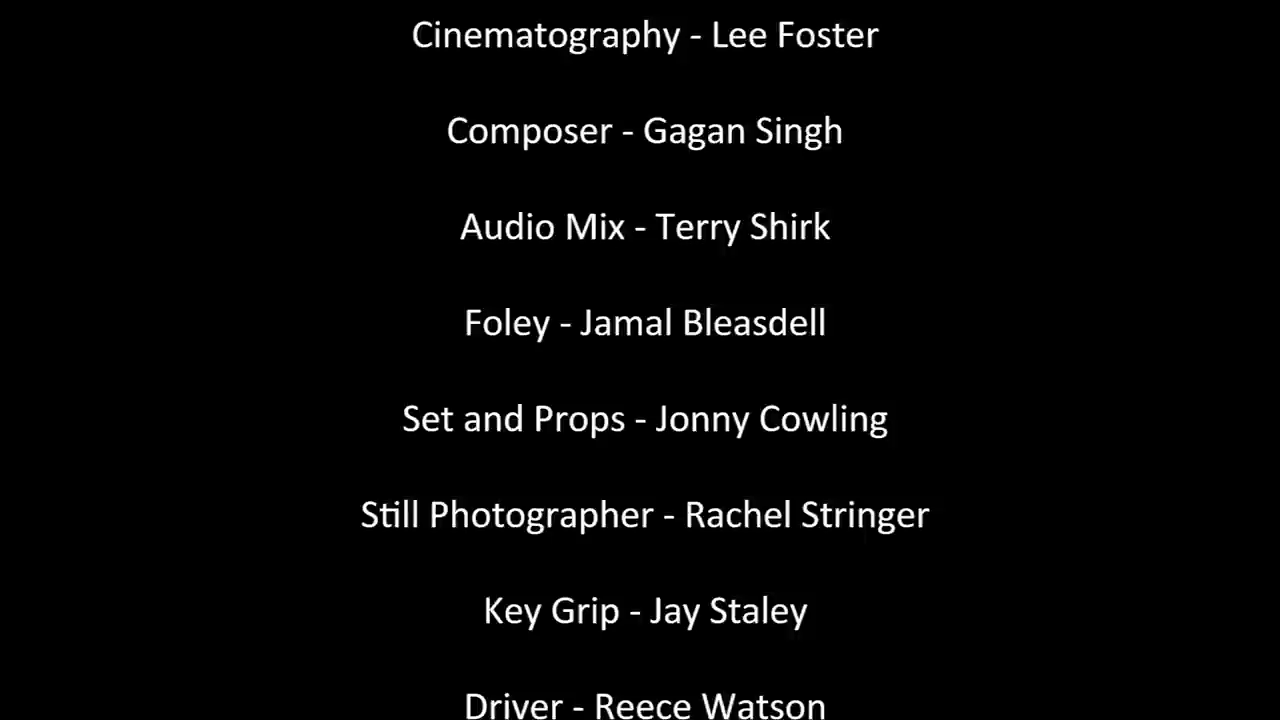 Cinematography - Lee Foster
Composer - Gagan Singh
Audio Mix - Terry Shirk
Foley - Jamal Bleasdell
Set and Props - Jonny Cowling
Still Photographer - Rachel Stringer
Key Grip - Jay Staley
Driver - Reece Watson